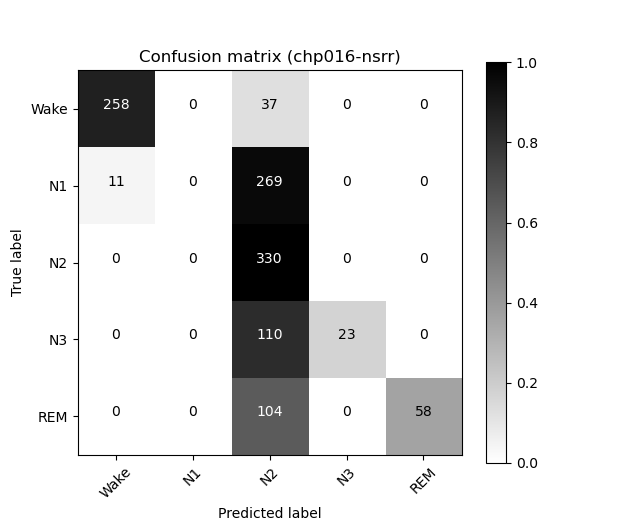 Confusion matrix (chp016-nsrr)
Wake 258 0 37 0 0
N1 11 0 269 0 0
N2 0 0 330 0 0
N3 0 0 110 23 0
REM 0 0 104 0 58
Wake N1 N2 N3 REM
Predicted label
True label
1.0
0.8
0.6
0.4
0.2
0.0